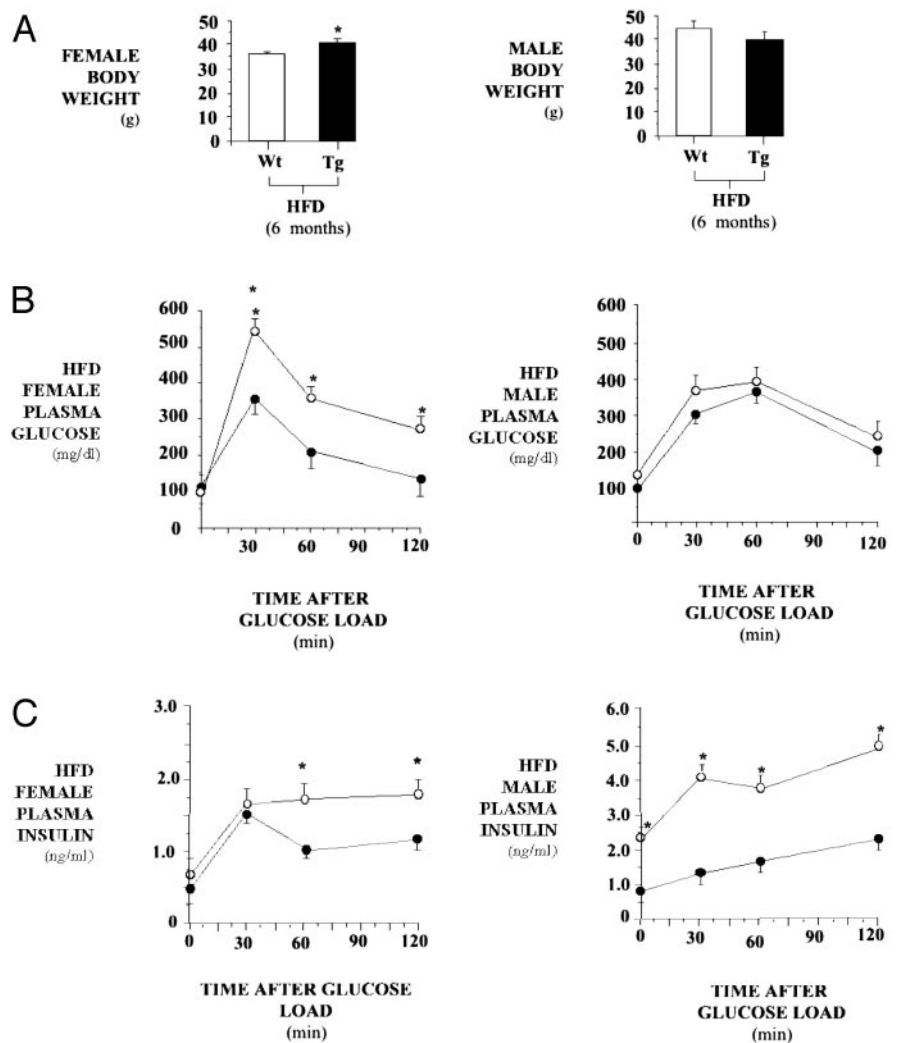 A
FEMALE
BODY
WEIGHT
(g)
50
40
30
20
10
0
*
Wt
Tg
HFD
(6 months)
MALE
BODY
WEIGHT
(g)
50
40
30
20
10
0
Wt
Tg
HFD
(6 months)
B
HFD
FEMALE
PLASMA
GLUCOSE
(mg/dl)
600
500
400
300
200
100
0
*
*
*
*
0 30 60 90 120
TIME AFTER
GLUCOSE LOAD
(min)
HFD
MALE
PLASMA
GLUCOSE
(mg/dl)
600
500
400
300
200
100
0 30 60 90 120
TIME AFTER
GLUCOSE LOAD
(min)
C
HFD
FEMALE
PLASMA
INSULIN
(ng/ml)
3.0
2.0
1.0
0
*
*
0 30 60 90 120
TIME AFTER GLUCOSE
LOAD
(min)
HFD
MALE
PLASMA
INSULIN
(ng/ml)
6.0
5.0
4.0
3.0
2.0
1.0
0
*
*
*
*
0 30 60 90 120
TIME AFTER
GLUCOSE LOAD
(min)